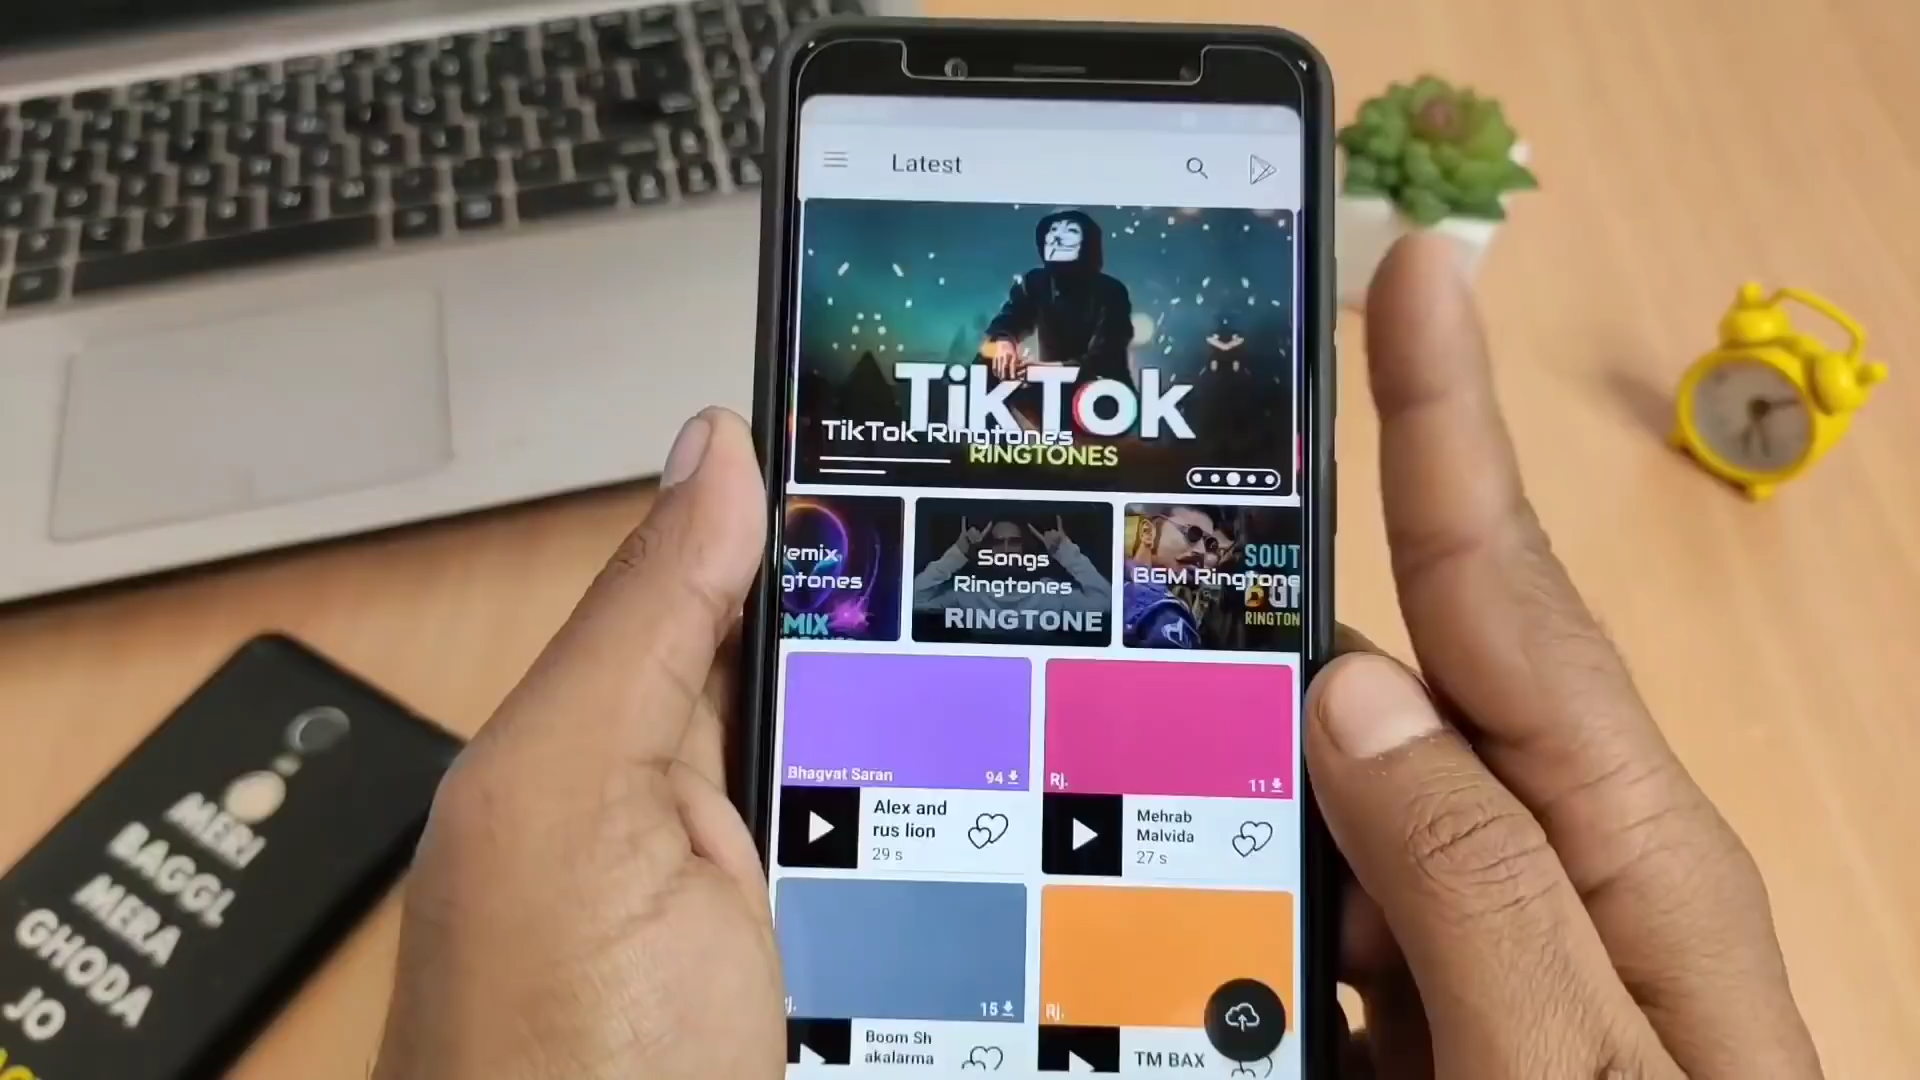 Latest
TikTok
TikTok Ringtones
RINGTONES
emix
gtones
MIX
Songs
Ringtones
RINGTONE
BGM Ringtone
SOUT
RINGTON
Bhagvat Saran
94
Rj.
11
Alex and
rus lion
29 s
Mehrab
Malvida
27 s
15
Rj.
Boom Sh
akalarma
TM BAX
MERI
BAGGI,
MERA
GHODA
JO